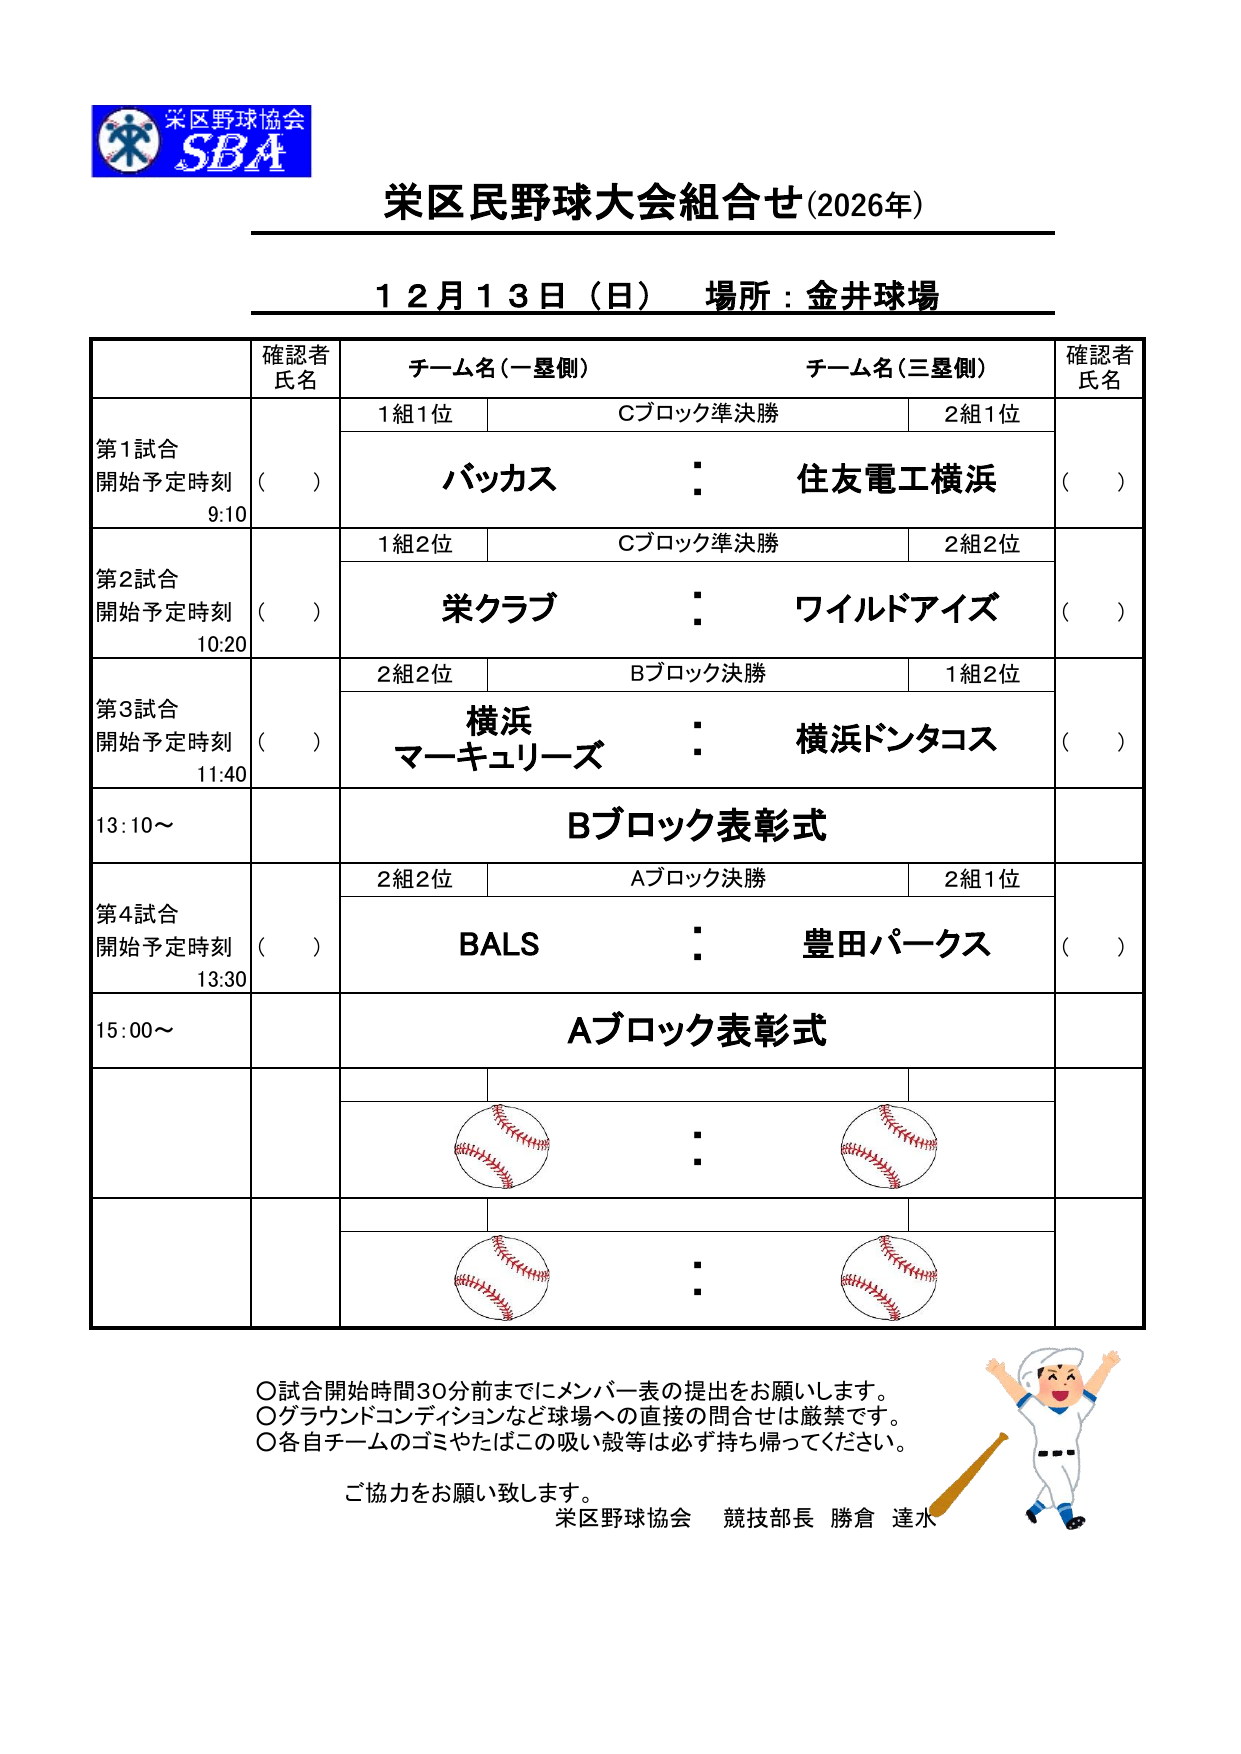 栄区野球協会
SBA
栄区民野球大会組合せ(2026年)
１２月１３日（日）　場所：金井球場
確認者氏名 チーム名（一塁側） チーム名（三塁側） 確認者氏名
1組1位 Cブロック準決勝 2組1位
第1試合
開始予定時刻 （　） バッカス ： 住友電工横浜 （　）
9:10
1組2位 Cブロック準決勝 2組2位
第2試合
開始予定時刻 （　） 栄クラブ ： ワイルドアイズ （　）
10:20
2組2位 Bブロック決勝 1組2位
第3試合
開始予定時刻 （　） 横浜マーキュリーズ ： 横浜ドンタコス （　）
11:40
13:10～ Bブロック表彰式
2組2位 Aブロック決勝 2組1位
第4試合
開始予定時刻 （　） BALS ： 豊田パークス （　）
13:30
15:00～ Aブロック表彰式
：
：
〇試合開始時間30分前までにメンバー表の提出をお願いします。
〇グラウンドコンディションなど球場への直接の問合せは厳禁です。
〇各自チームのゴミやたばこの吸い殻等は必ず持ち帰ってください。
ご協力をお願い致します。
栄区野球協会　競技部長 勝倉 達水